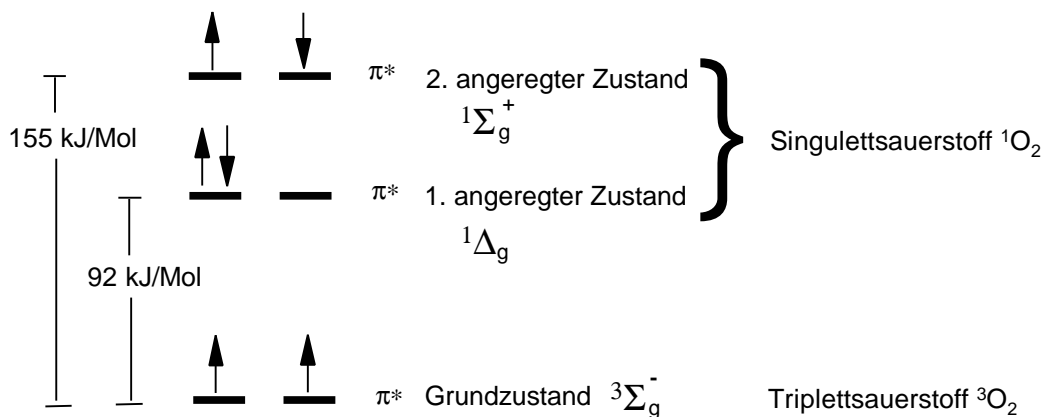 π* 2. angeregter Zustand
¹Σg⁺
155 kJ/Mol
Singulettsauerstoff ¹O₂
π* 1. angeregter Zustand
¹Δg
92 kJ/Mol
π* Grundzustand ³Σg⁻ Triplettsauerstoff ³O₂